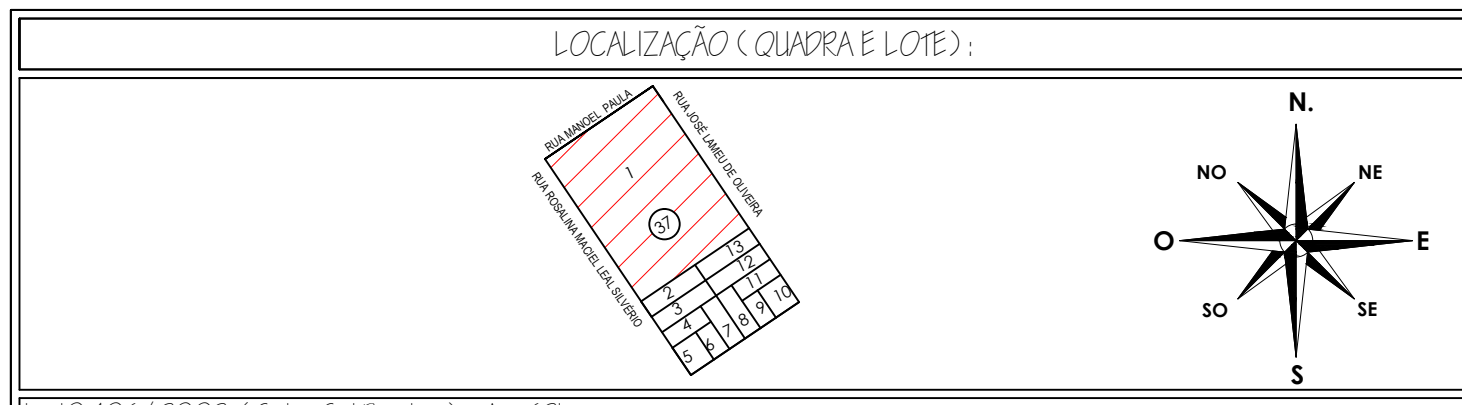 LOCALIZAÇÃO ( QUADRA E LOTE) :
RUA MANOEL PAULA
RUA JOSÉ LAMEU DE OLIVEIRA
RUA ROSALINA MACIEL LEAL SILVÉRIO
1
37
13
12
11
10
2
3
4
5
6
7
8
9
N.
NO
NE
O
E
SO
SE
S